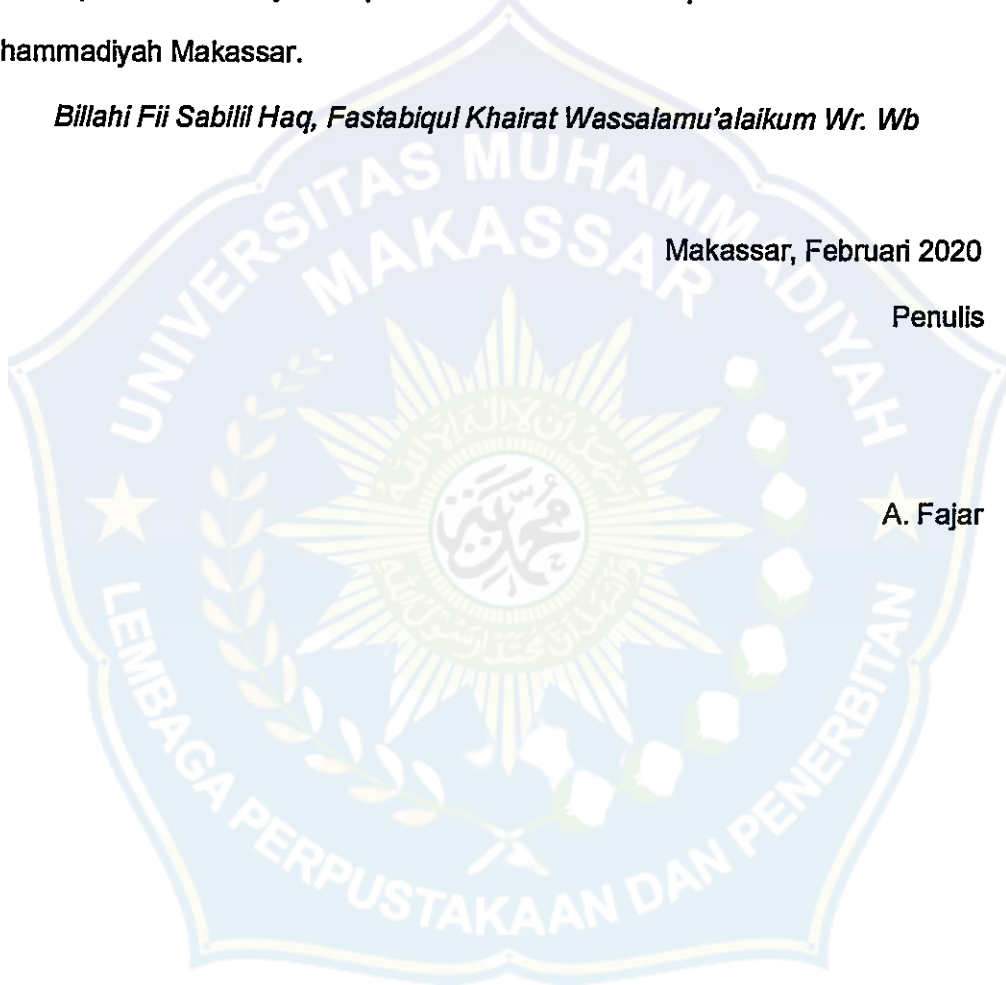 hammadiyah Makassar.
Billahi Fii Sabilil Haq, Fastabiqul Khairat Wassalamu'alaikum Wr. Wb
Makassar, Februari 2020
Penulis
A. Fajar
UNIVERSITAS MUHAMMADIYAH
MAKASSAR
LEMBAGA PERPUSTAKAAN DAN PENERBITAN